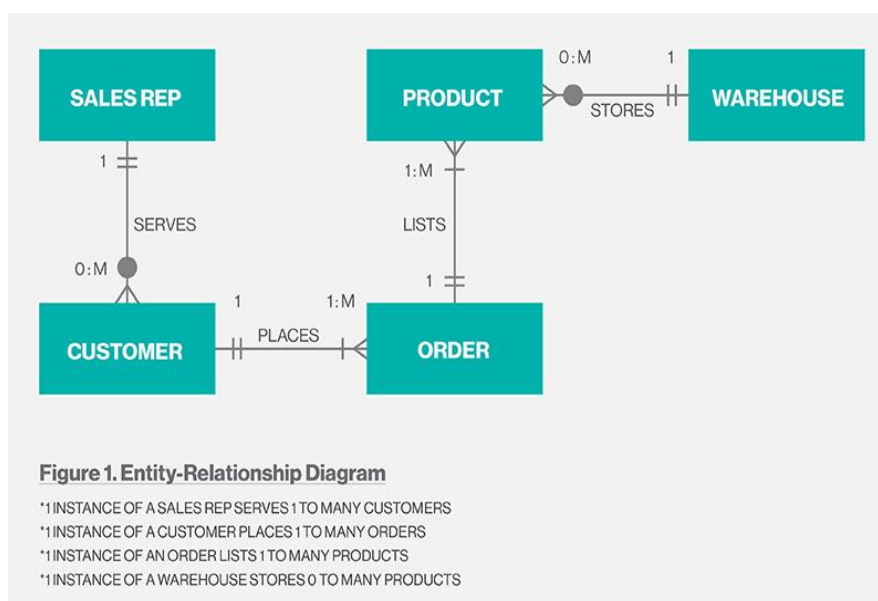 0:M 1
SALES REP PRODUCT WAREHOUSE
STORES
1 1:M
SERVES LISTS
0:M 1
1 1:M
PLACES
CUSTOMER ORDER
Figure 1. Entity-Relationship Diagram
*1 INSTANCE OF A SALES REP SERVES 1 TO MANY CUSTOMERS
*1 INSTANCE OF A CUSTOMER PLACES 1 TO MANY ORDERS
*1 INSTANCE OF AN ORDER LISTS 1 TO MANY PRODUCTS
*1 INSTANCE OF A WAREHOUSE STORES 0 TO MANY PRODUCTS